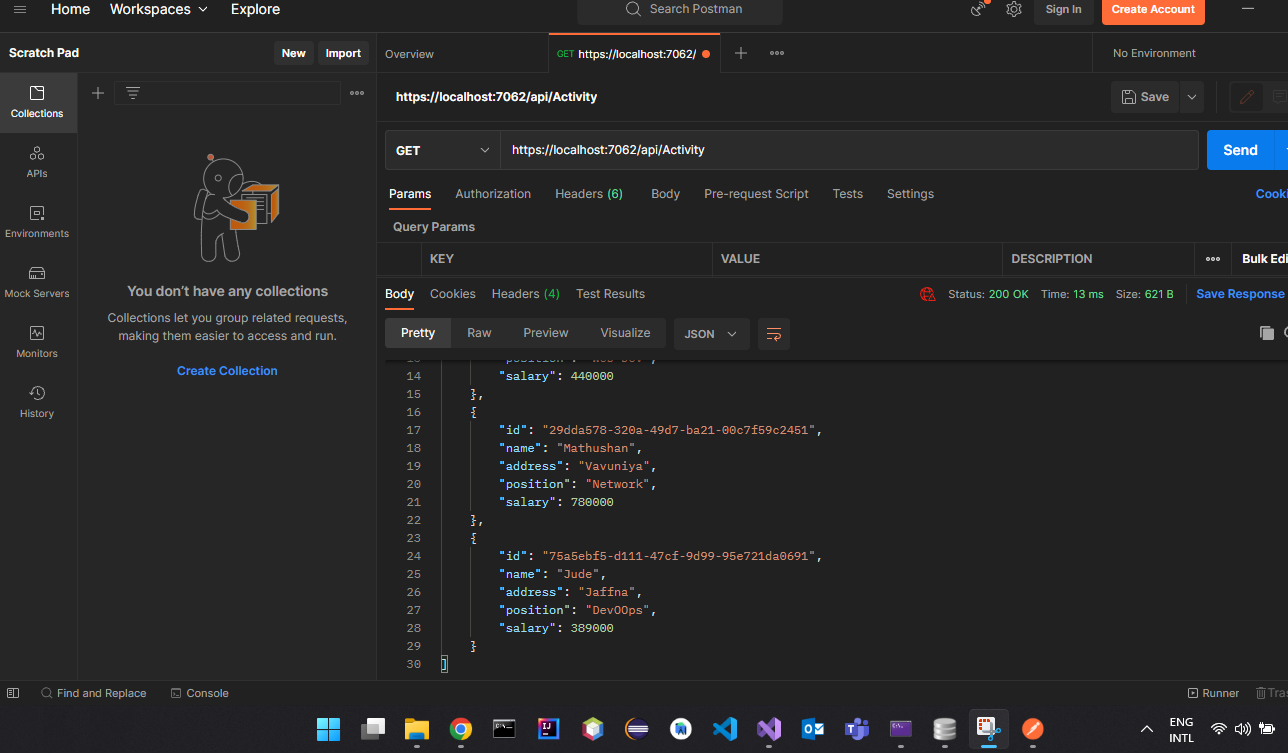 Home Workspaces Explore Search Postman Sign In Create Account
Scratch Pad New Import Overview GET https://localhost:7062/ No Environment
Collections
https://localhost:7062/api/Activity Save
GET https://localhost:7062/api/Activity Send
APIs
Params Authorization Headers (6) Body Pre-request Script Tests Settings
Environments
Query Params
KEY VALUE DESCRIPTION Bulk Edi
Mock Servers
You don't have any collections
Body Cookies Headers (4) Test Results Status: 200 OK Time: 13 ms Size: 621 B Save Response
Collections let you group related requests,
making them easier to access and run.
Pretty Raw Preview Visualize JSON
Monitors
Create Collection
History
14 "salary": 440000
15 },
16 {
17 "id": "29dda578-320a-49d7-ba21-00c7f59c2451",
18 "name": "Mathushan",
19 "address": "Vavuniya",
20 "position": "Network",
21 "salary": 780000
22 },
23 {
24 "id": "75a5ebf5-d111-47cf-9d99-95e721da0691",
25 "name": "Jude",
26 "address": "Jaffna",
27 "position": "DevOOps",
28 "salary": 389000
29 }
30 ]
Find and Replace Console Runner Tras
ENG
INTL